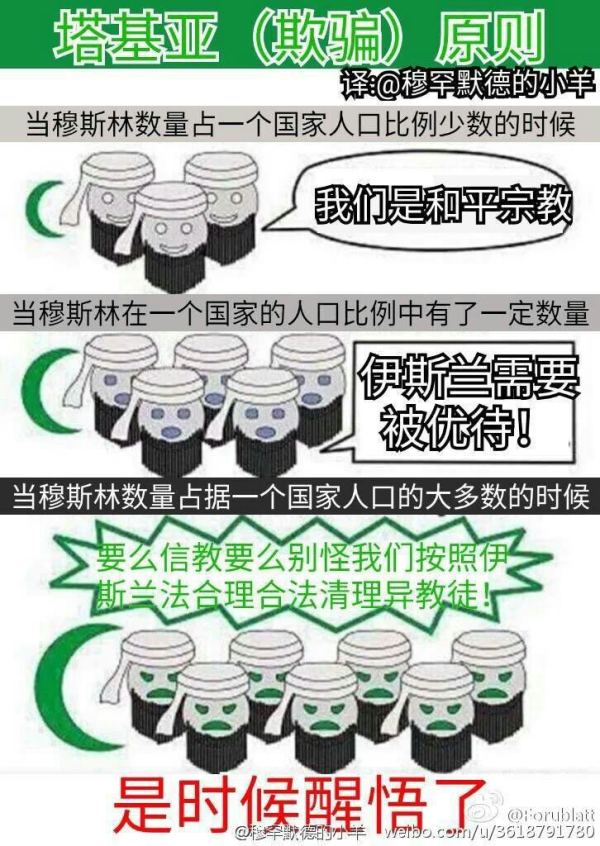 塔基亚（欺骗）原则
译:@穆罕默德的小羊
当穆斯林数量占一个国家人口比例少数的时候
我们是和平宗教
当穆斯林在一个国家的人口比例中有了一定数量
伊斯兰需要
被优待！
当穆斯林数量占据一个国家人口的大多数的时候
要么信教要么别怪我们按照伊
斯兰法合理合法清理异教徒！
是时候醒悟了
@Forublatt
@穆罕默德的小羊 weibo.com/u/3618791780